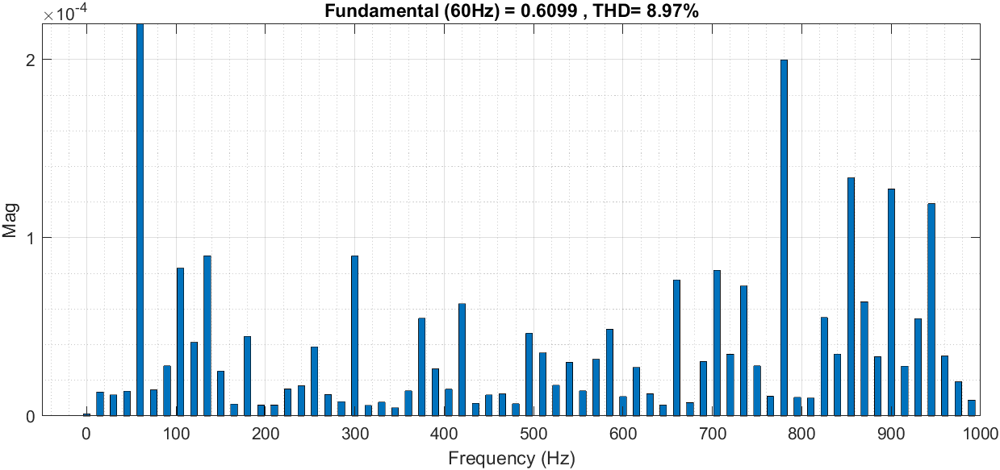 Fundamental (60Hz) = 0.6099 , THD= 8.97%
×10⁻⁴
2
1
0
Mag
0 100 200 300 400 500 600 700 800 900 1000
Frequency (Hz)